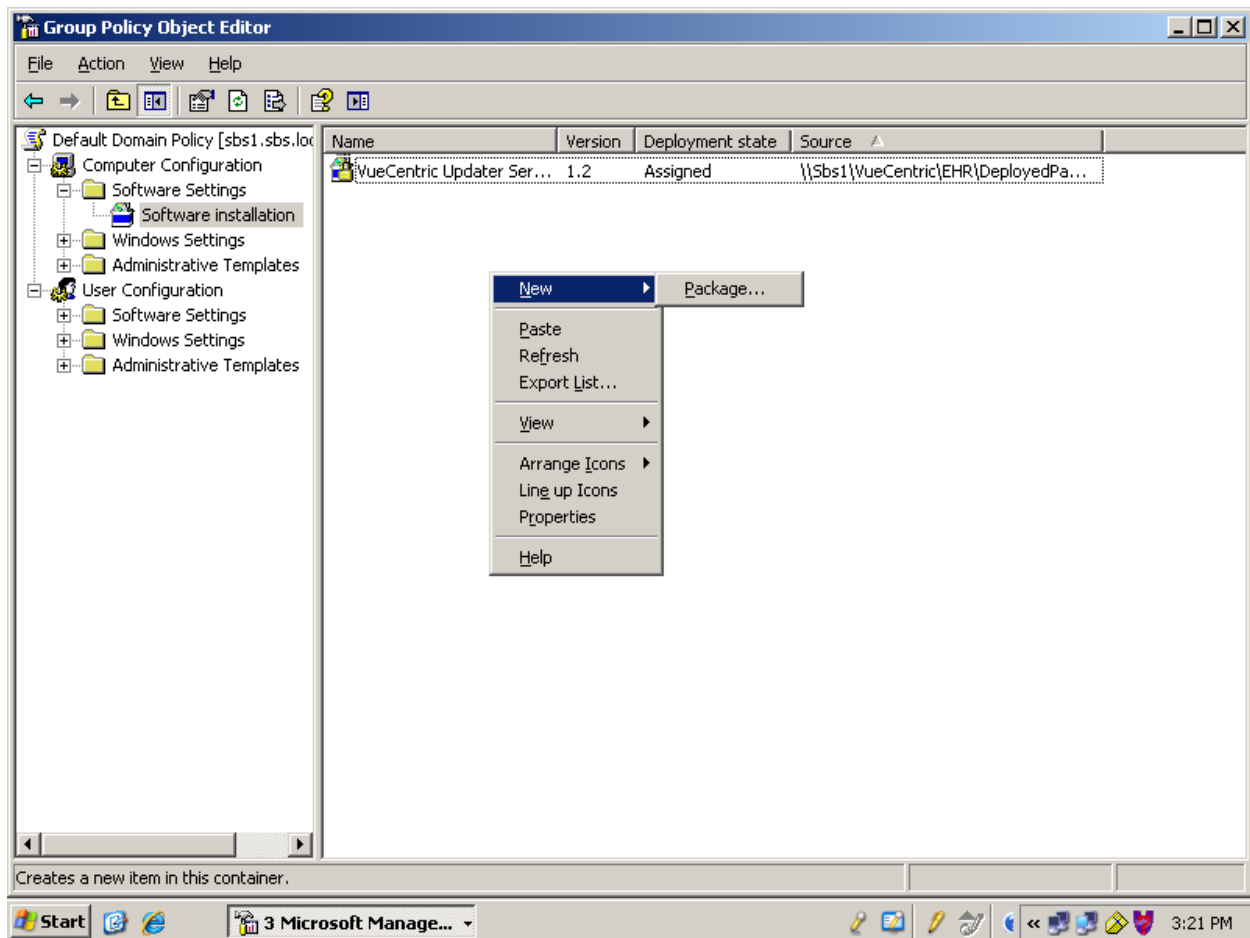 Group Policy Object Editor
File Action View Help
Default Domain Policy [sbs1.sbs.loc
Computer Configuration
Software Settings
Software installation
Windows Settings
Administrative Templates
User Configuration
Software Settings
Windows Settings
Administrative Templates
Name Version Deployment state Source
VueCentric Updater Ser... 1.2 Assigned \\Sbs1\VueCentric\EHR\DeployedPa...
New Package...
Paste
Refresh
Export List...
View
Arrange Icons
Line up Icons
Properties
Help
Creates a new item in this container.
Start 3 Microsoft Manage... « 3:21 PM